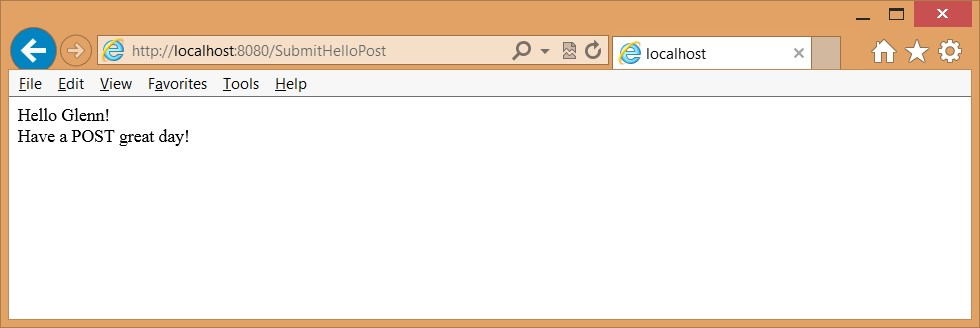 http://localhost:8080/SubmitHelloPost
localhost
File Edit View Favorites Tools Help
Hello Glenn!
Have a POST great day!